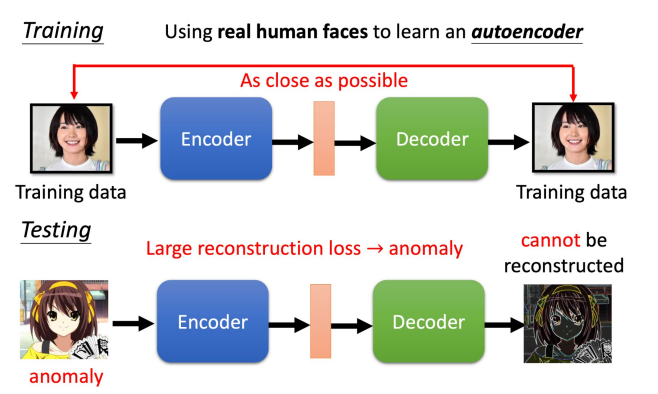 Training
Using real human faces to learn an autoencoder
As close as possible
Encoder
Decoder
Training data
Training data
Testing
Large reconstruction loss → anomaly
cannot be
reconstructed
Encoder
Decoder
anomaly